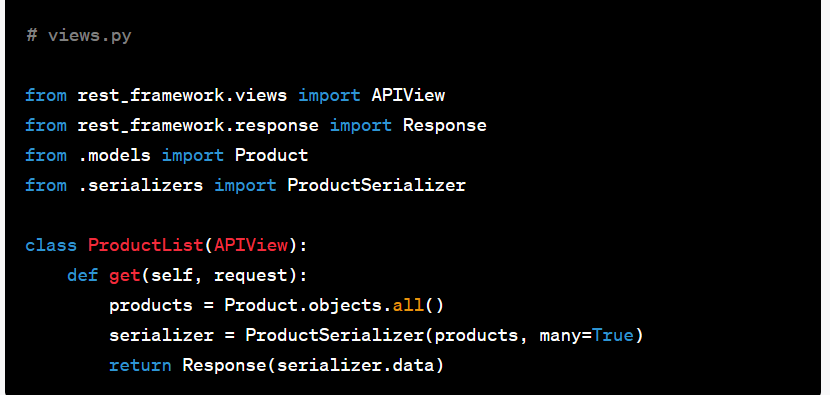 # views.py
from rest_framework.views import APIView
from rest_framework.response import Response
from .models import Product
from .serializers import ProductSerializer
class ProductList(APIView):
    def get(self, request):
        products = Product.objects.all()
        serializer = ProductSerializer(products, many=True)
        return Response(serializer.data)